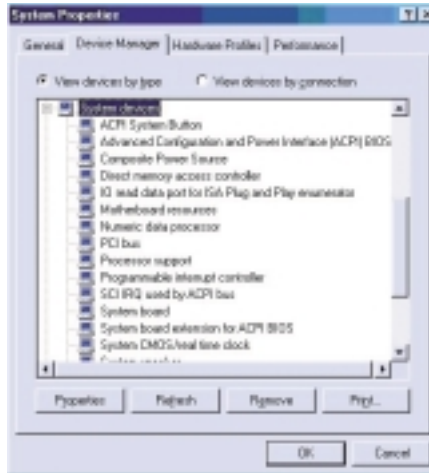 System Properties
General Device Manager Hardware Profiles Performance
View devices by type View devices by connection
System devices
ACPI System Button
Advanced Configuration and Power Interface (ACPI) BIOS
Composite Power Source
Direct memory access controller
IO read data port for ISA Plug and Play enumerator
Motherboard resources
Numeric data processor
PCI bus
Processor support
Programmable interrupt controller
SCI IRQ used by ACPI bus
System board
System board extension for ACPI BIOS
System CMOS/real time clock
System speaker
Properties Refresh Remove Print...
OK Cancel